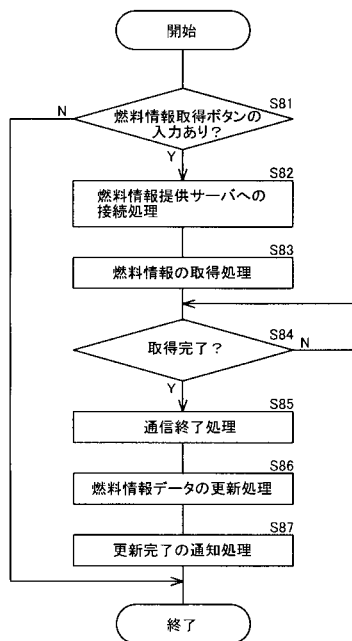 開始
S81
N
燃料情報取得ボタンの
入力あり?
Y
S82
燃料情報提供サーバへの
接続処理
S83
燃料情報の取得処理
S84
取得完了?
N
Y
S85
通信終了処理
S86
燃料情報データの更新処理
S87
更新完了の通知処理
終了